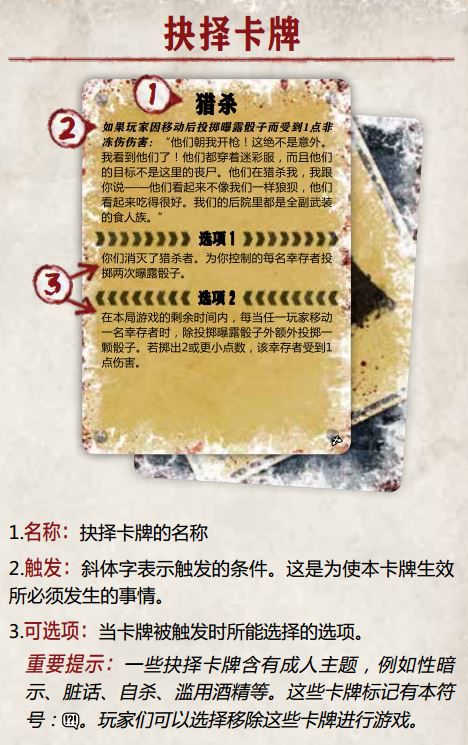 抉择卡牌
1
猎杀
2
如果玩家因移动后投掷曝露骰子而受到1点非
冻伤伤害：“他们朝我开枪！这绝不是意外。
我看到他们了！他们都穿着迷彩服，而且他们
的目标不是这里的丧尸。他们在猎杀我，我跟
你说——他们看起来不像我们一样狼狈，他们
看起来吃得很好。我们的后院里都是全副武装
的食人族。”
选项 1
3
你们消灭了猎杀者。为你控制的每名幸存者投
掷两次曝露骰子。
选项 2
在本局游戏的剩余时间内，每当任一玩家移动
一名幸存者时，除投掷曝露骰子外额外投掷一
颗骰子。若掷出2或更小点数，该幸存者受到1
点伤害。
1.名称：抉择卡牌的名称
2.触发：斜体字表示触发的条件。这是为使本卡牌生效
所必须发生的事情。
3.可选项：当卡牌被触发时所能选择的选项。
重要提示：一些抉择卡牌含有成人主题，例如性暗
示、脏话、自杀、滥用酒精等。这些卡牌标记有本符
号：[?!]。玩家们可以选择移除这些卡牌进行游戏。